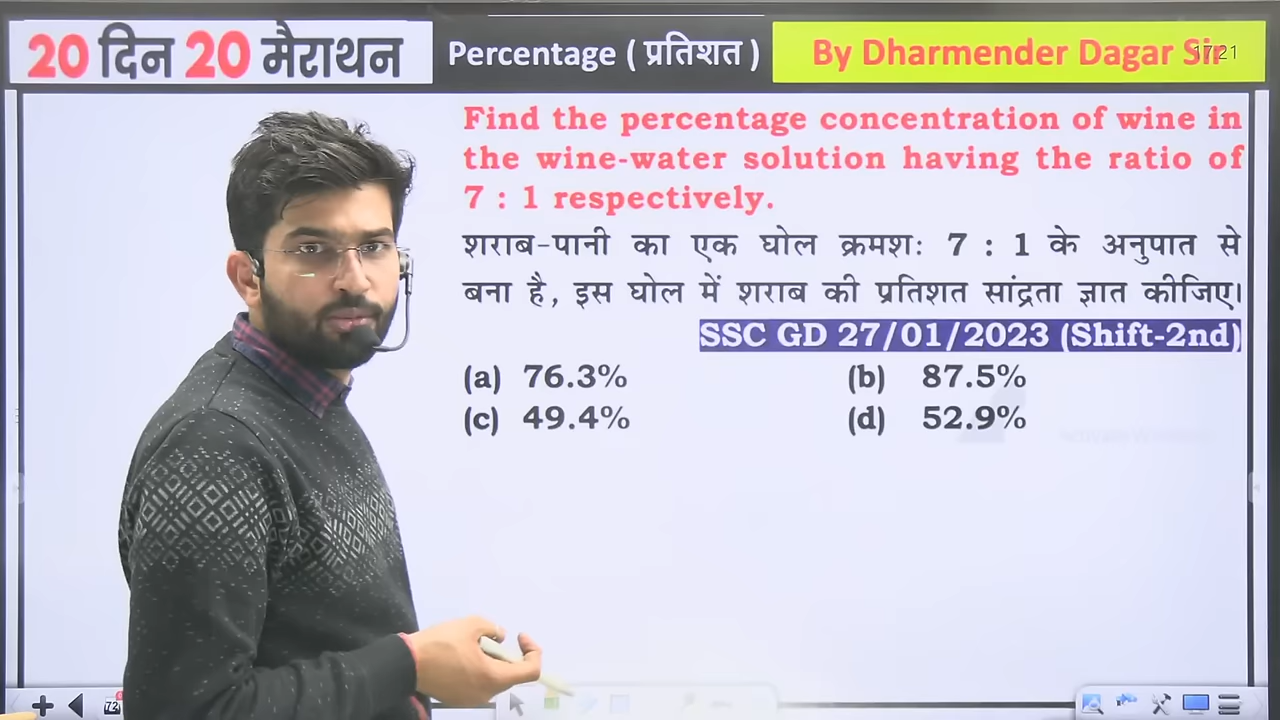 20 दिन 20 मैराथन
Percentage ( प्रतिशत )
By Dharmender Dagar Sir
17:21
Find the percentage concentration of wine in
the wine-water solution having the ratio of
7 : 1 respectively.
शराब-पानी का एक घोल क्रमशः 7 : 1 के अनुपात से
बना है, इस घोल में शराब की प्रतिशत सांद्रता ज्ञात कीजिए।
SSC GD 27/01/2023 (Shift-2nd)
(a) 76.3% (b) 87.5%
(c) 49.4% (d) 52.9%